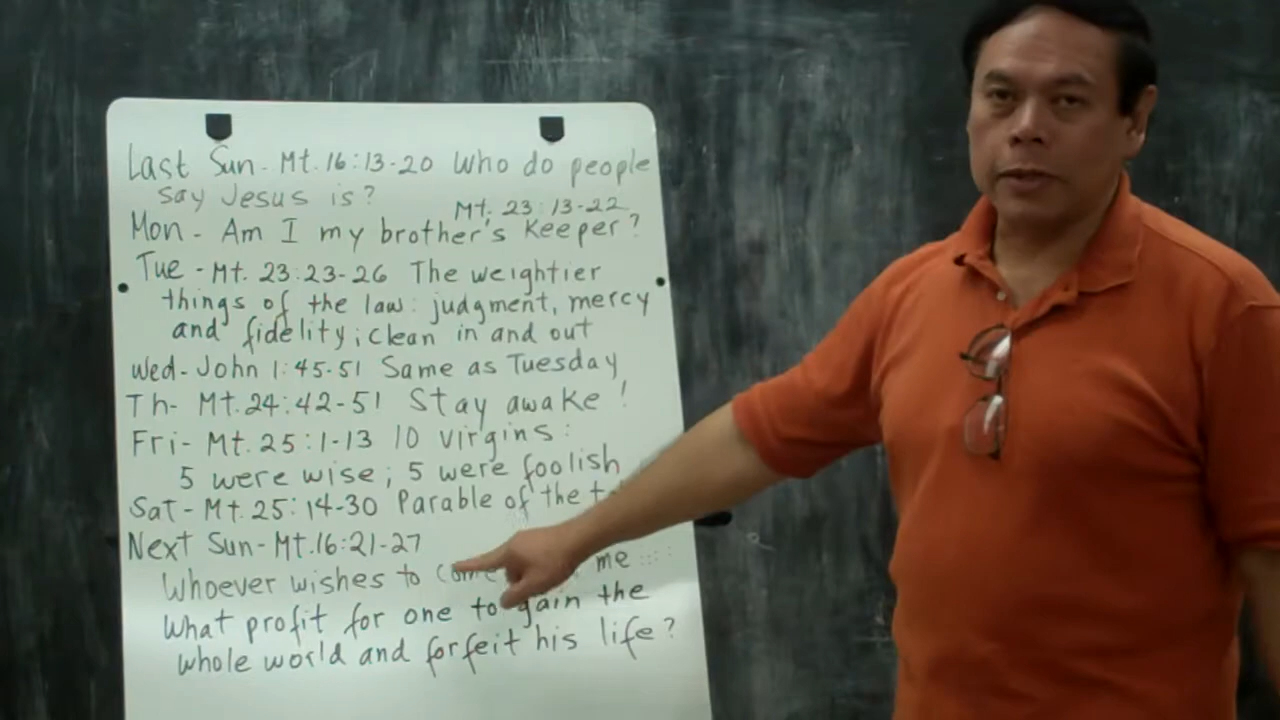 Last Sun - Mt. 16:13-20 Who do people
say Jesus is?
Mt. 23:13-22
Mon - Am I my brother's keeper?
Tue - Mt. 23:23-26 The weightier
things of the law: judgment, mercy
and fidelity; clean in and out
Wed - John 1:45-51 Same as Tuesday
Th - Mt. 24:42-51 Stay awake!
Fri - Mt. 25:1-13 10 virgins:
5 were wise; 5 were foolish
Sat - Mt. 25:14-30 Parable of the
Next Sun - Mt. 16:21-27
Whoever wishes to come me ....
What profit for one to gain the
whole world and forfeit his life?